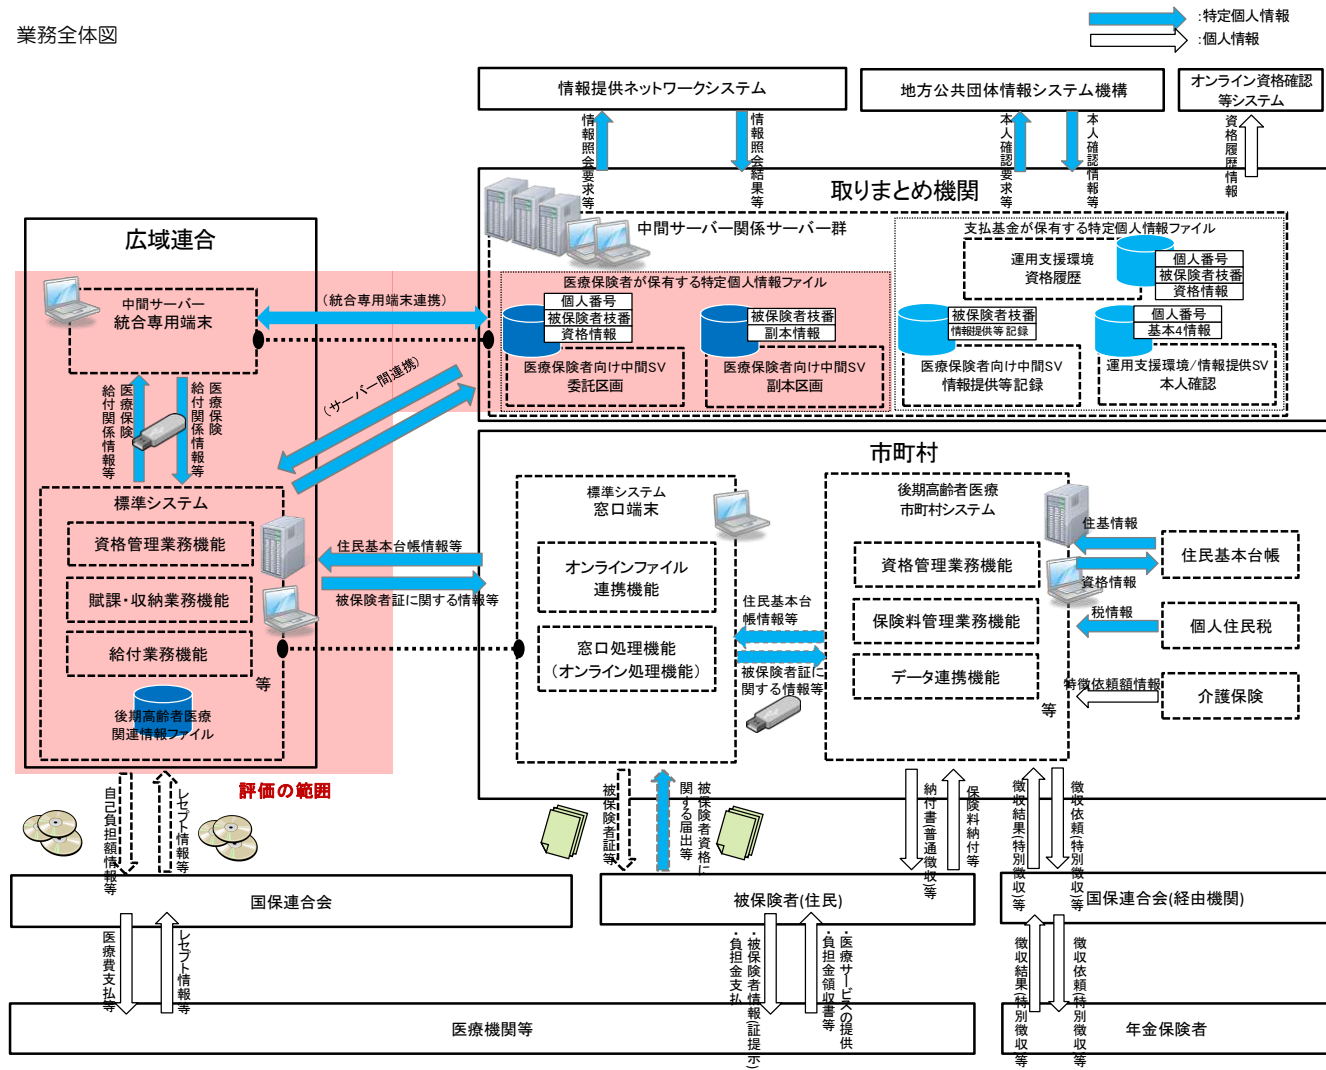 業務全体図
:特定個人情報
:個人情報
情報提供ネットワークシステム
地方公共団体情報システム機構
オンライン資格確認
等システム
情報照会要求等
情報照会結果等
本人確認要求等
本人確認情報等
資格履歴情報
取りまとめ機関
中間サーバー関係サーバー群
医療保険者が保有する特定個人情報ファイル
個人番号
被保険者枝番
資格情報
医療保険者向け中間SV
委託区画
被保険者枝番
副本情報
医療保険者向け中間SV
副本区画
支払基金が保有する特定個人情報ファイル
運用支援環境
資格履歴
個人番号
被保険者枝番
資格情報
被保険者枝番
情報提供等記録
医療保険者向け中間SV
情報提供等記録
個人番号
基本4情報
運用支援環境/情報提供SV
本人確認
広域連合
中間サーバー
統合専用端末
(統合専用端末連携)
(サーバー間連携)
医療保険
給付関係情報等
医療保険
給付関係情報等
標準システム
資格管理業務機能
賦課・収納業務機能
給付業務機能
等
後期高齢者医療
関連情報ファイル
評価の範囲
住民基本台帳情報等
被保険者証に関する情報等
市町村
標準システム
窓口端末
オンラインファイル
連携機能
窓口処理機能
(オンライン処理機能)
住民基本台
帳情報等
被保険者証に
関する情報等
後期高齢者医療
市町村システム
資格管理業務機能
保険料管理業務機能
データ連携機能
等
住基情報
資格情報
税情報
特徴依頼額情報
住民基本台帳
個人住民税
介護保険
自己負担額情報等
レセプト情報等
被保険者証等
被保険者資格に
関する届出等
納付書(普通徴収)等
保険料納付等
徴収結果(特別徴収)等
徴収依頼(特別徴収)等
国保連合会
被保険者(住民)
国保連合会(経由機関)
医療費支払等
レセプト情報等
・被保険者情報(証提示)
・負担金支払
・医療サービスの提供
・負担金領収書等
徴収結果(特別徴収)等
徴収依頼(特別徴収)等
医療機関等
年金保険者